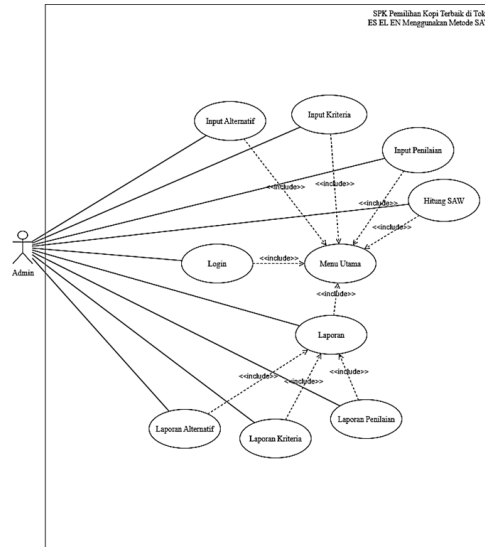 SPK Pemilihan Kopi Terbaik di Tok
ES EL EN Menggunakan Metode SA
Input Alternatif
Input Kriteria
Input Penilaian
<<include>>
<<include>>
<<include>>
Hitung SAW
<<include>>
Admin
Login
<<include>>
Menu Utama
<<include>>
Laporan
<<include>>
<<include>>
<<include>>
Laporan Alternatif
Laporan Kriteria
Laporan Penilaian